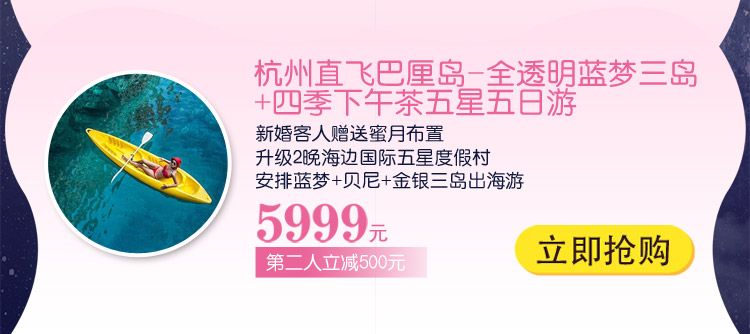 杭州直飞巴厘岛-全透明蓝梦三岛
+四季下午茶五星五日游
新婚客人赠送蜜月布置
升级2晚海边国际五星度假村
安排蓝梦+贝尼+金银三岛出海游
5999元
第二人立减500元
立即抢购